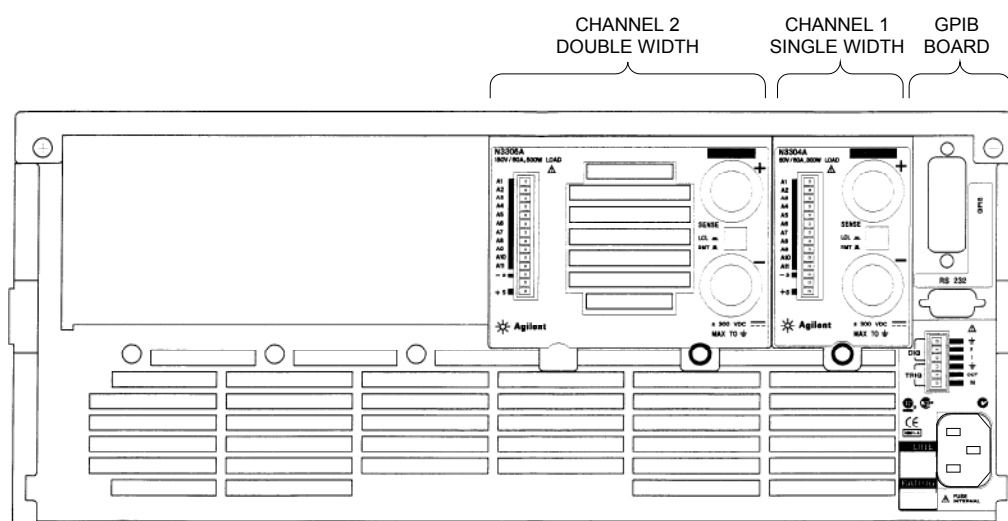 CHANNEL 2
DOUBLE WIDTH
CHANNEL 1
SINGLE WIDTH
GPIB
BOARD
N3306A
LOAD
A1
A2
A3
A4
A5
A6
A7
A8
A9
A10
A11
- S
+ S
+
SENSE
LCL
RMT
-
Agilent
± 300 VDC
MAX TO
N3304A
60V/60A,300W LOAD
A1
A2
A3
A4
A5
A6
A7
A8
A9
A10
A11
- S
+ S
+
SENSE
LCL
RMT
-
Agilent
± 300 VDC
MAX TO
GPIB
RS 232
DIG
TRIG
F
I
OUT
IN
CE
LINE
RATING
FUSE
INTERNAL